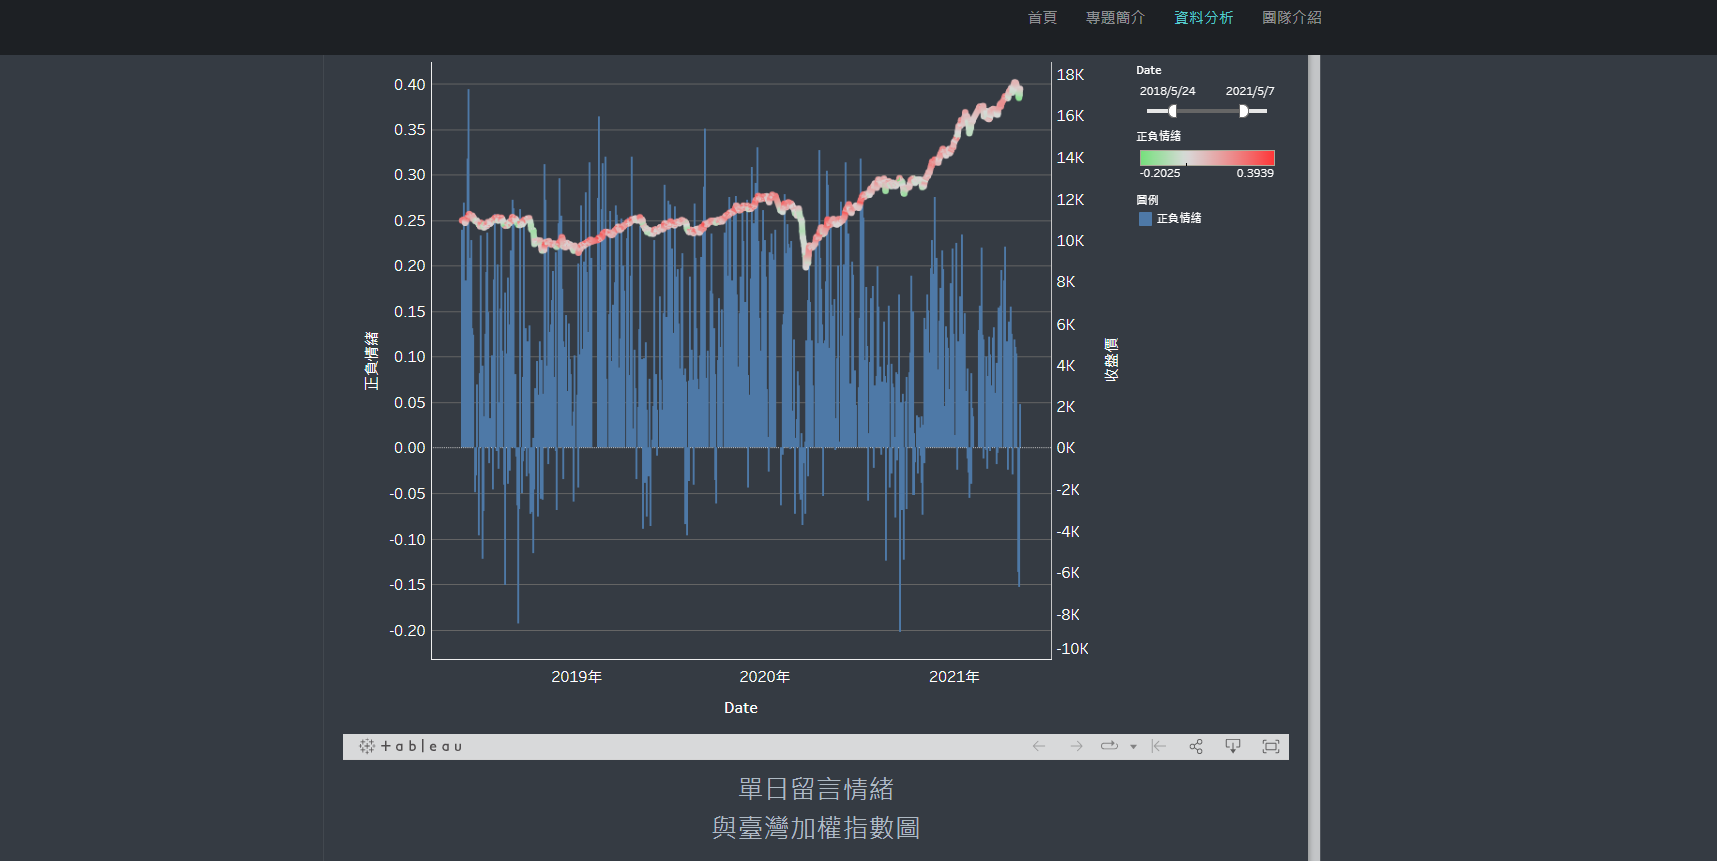 首頁 專題簡介 資料分析 團隊介紹
0.40
0.35
0.30
0.25
0.20
0.15
0.10
0.05
0.00
-0.05
-0.10
-0.15
-0.20
正負情緒
18K
16K
14K
12K
10K
8K
6K
4K
2K
0K
-2K
-4K
-6K
-8K
-10K
收盤價
2019年 2020年 2021年
Date
Date
2018/5/24 2021/5/7
正負情緒
-0.2025 0.3939
圖例
正負情緒
+ableau
單日留言情緒
與臺灣加權指數圖